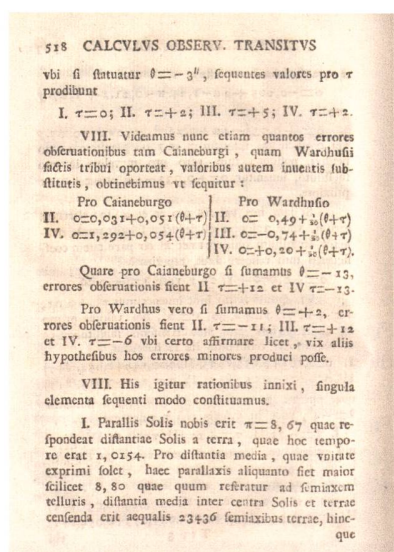 518 CALCVLVS OBSERV. TRANSITVS
vbi ſi ſtatuatur θ=−3″, ſequentes valores pro τ
prodibunt
I. τ=0; II. τ=+2; III. τ=+5; IV. τ=+2.
VIII. Videamus nunc etiam quantos errores
obſeruationibus tam Caianeburgi, quam Wardhuſii
factis tribui oporteat, valoribus autem inuentis ſub-
ſtitutis, obtinebimus vt ſequitur:
Pro Caianeburgo | Pro Wardhuſio
II. 0=0,031+0,051(θ+τ) | II. 0= 0,49+1/20(θ+τ)
IV. 0=1,292+0,054(θ+τ) | III. 0=−0,74+1/20(θ+τ)
IV. 0=+0,20+1/20(θ+τ).
Quare pro Caianeburgo ſi ſumamus θ=−13,
errores obſeruationis fient II τ=+12 et IV τ=−13.
Pro Wardhus vero ſi ſumamus θ=+2, er-
rores obſeruationis fient II. τ=−11; III. τ=+12
et IV. τ=−6 vbi certo affirmare licet, vix aliis
hypotheſibus hos errores minores produci poſſe.
VIII. His igitur rationibus innixi, ſingula
elementa ſequenti modo conſtituamus.
I. Parallis Solis nobis erit π=8, 67 quae re-
ſpondeat diſtantiae Solis a terra, quae hoc tempo-
re erat 1, 0154. Pro diſtantia media, quae vnitate
exprimi ſolet, haec parallaxis aliquanto fiet maior
ſcilicet 8, 80 quae quum referatur ad ſemiaxem
telluris, diſtantia media inter centra Solis et terrae
cenſenda erit aequalis 23436 ſemiaxibus terrae, hinc-
que